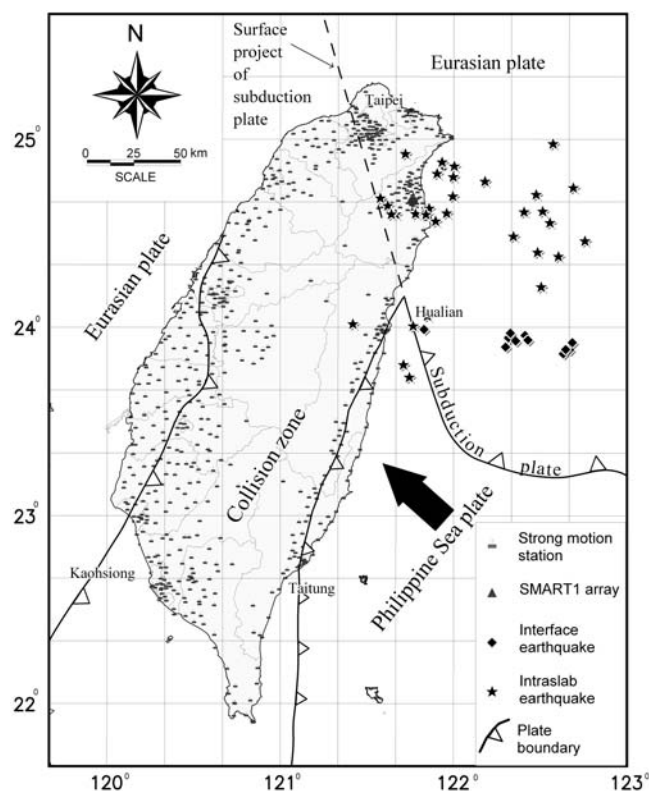 N
Surface
project
of
subduction
plate
Eurasian plate
Taipei
0 25 50 km
SCALE
25°
Eurasian plate
24°
Hualian
Subduction
plate
Collision zone
23°
Philippine Sea plate
Kaohsiong
Taitung
22°
Strong motion
station
SMART1 array
Interface
earthquake
Intraslab
earthquake
Plate
boundary
120° 121° 122° 123°